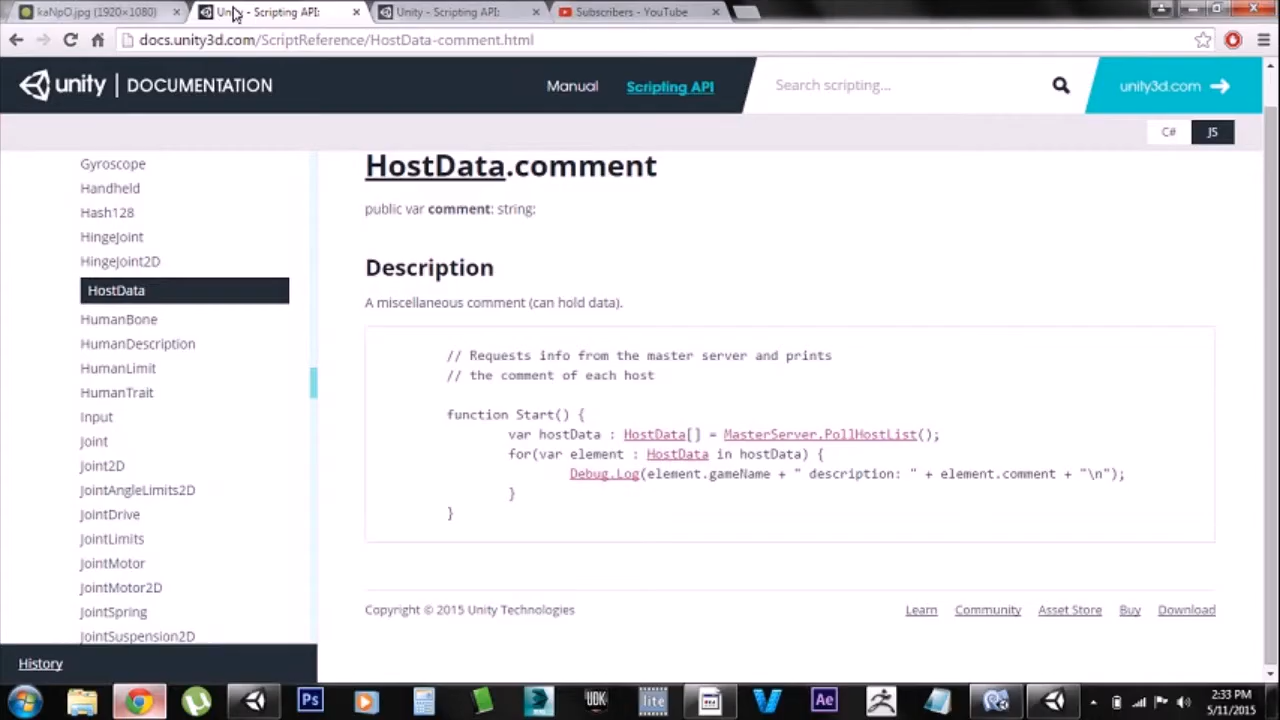 kaNpO.jpg (1920×1080)
Unity - Scripting API:
Unity - Scripting API:
Subscribers - YouTube
docs.unity3d.com/ScriptReference/HostData-comment.html
unity | DOCUMENTATION
Manual
Scripting API
Search scripting...
unity3d.com
C#
JS
Gyroscope
Handheld
Hash128
HingeJoint
HingeJoint2D
HostData
HumanBone
HumanDescription
HumanLimit
HumanTrait
Input
Joint
Joint2D
JointAngleLimits2D
JointDrive
JointLimits
JointMotor
JointMotor2D
JointSpring
JointSuspension2D
History
HostData.comment
public var comment: string;
Description
A miscellaneous comment (can hold data).
// Requests info from the master server and prints
// the comment of each host
function Start() {
var hostData : HostData[] = MasterServer.PollHostList();
for(var element : HostData in hostData) {
Debug.Log(element.gameName + " description: " + element.comment + "\n");
}
}
Copyright © 2015 Unity Technologies
Learn
Community
Asset Store
Buy
Download
Ps
UDK
lite
Ae
2:33 PM
5/11/2015